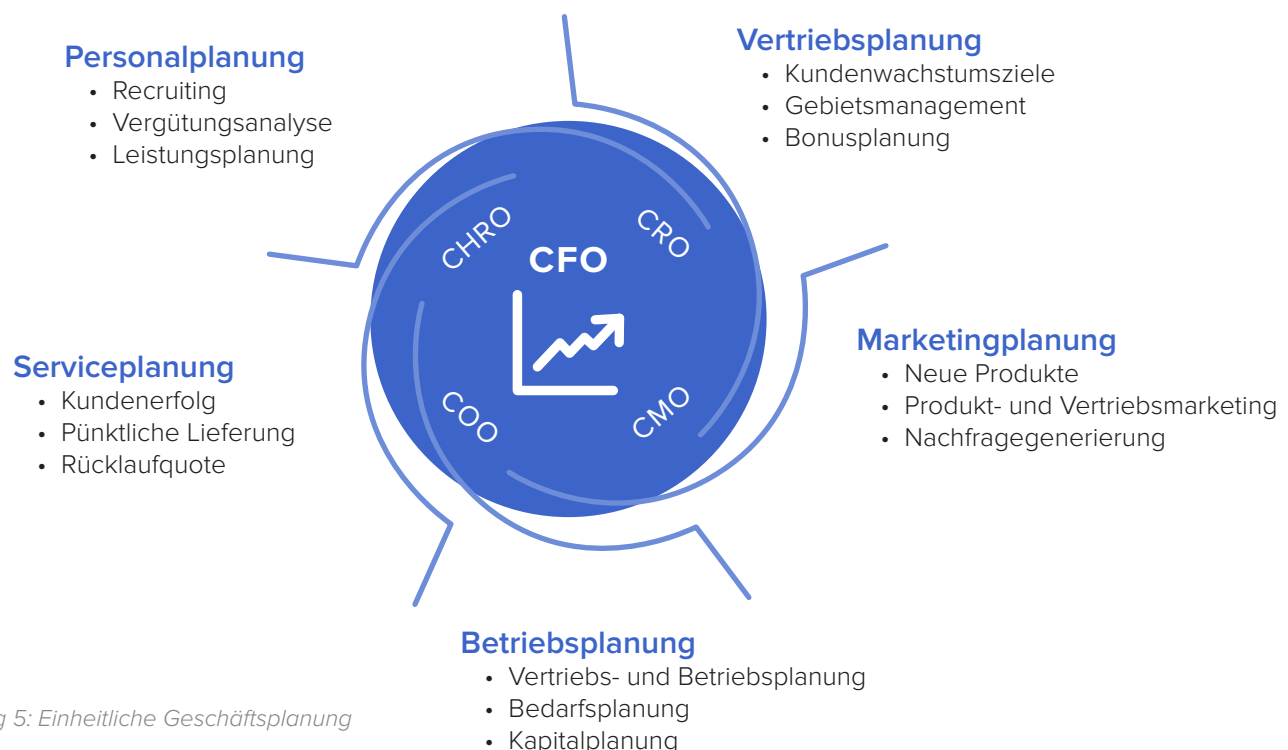 Personalplanung
• Recruiting
• Vergütungsanalyse
• Leistungsplanung
Vertriebsplanung
• Kundenwachstumsziele
• Gebietsmanagement
• Bonusplanung
CHRO
CRO
CFO
COO
CMO
Serviceplanung
• Kundenerfolg
• Pünktliche Lieferung
• Rücklaufquote
Marketingplanung
• Neue Produkte
• Produkt- und Vertriebsmarketing
• Nachfragegenerierung
Betriebsplanung
• Vertriebs- und Betriebsplanung
• Bedarfsplanung
• Kapitalplanung
g 5: Einheitliche Geschäftsplanung